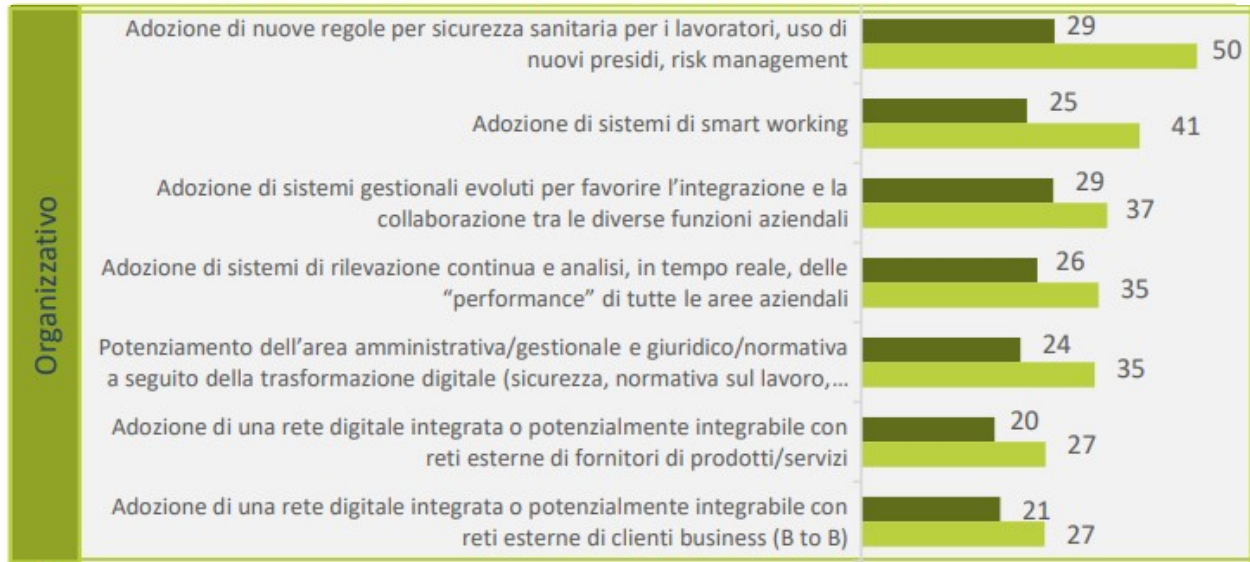 Organizzativo
Adozione di nuove regole per sicurezza sanitaria per i lavoratori, uso di
nuovi presidi, risk management
29
50
Adozione di sistemi di smart working
25
41
Adozione di sistemi gestionali evoluti per favorire l’integrazione e la
collaborazione tra le diverse funzioni aziendali
29
37
Adozione di sistemi di rilevazione continua e analisi, in tempo reale, delle
“performance” di tutte le aree aziendali
26
35
Potenziamento dell’area amministrativa/gestionale e giuridico/normativa
a seguito della trasformazione digitale (sicurezza, normativa sul lavoro,…
24
35
Adozione di una rete digitale integrata o potenzialmente integrabile con
reti esterne di fornitori di prodotti/servizi
20
27
Adozione di una rete digitale integrata o potenzialmente integrabile con
reti esterne di clienti business (B to B)
21
27